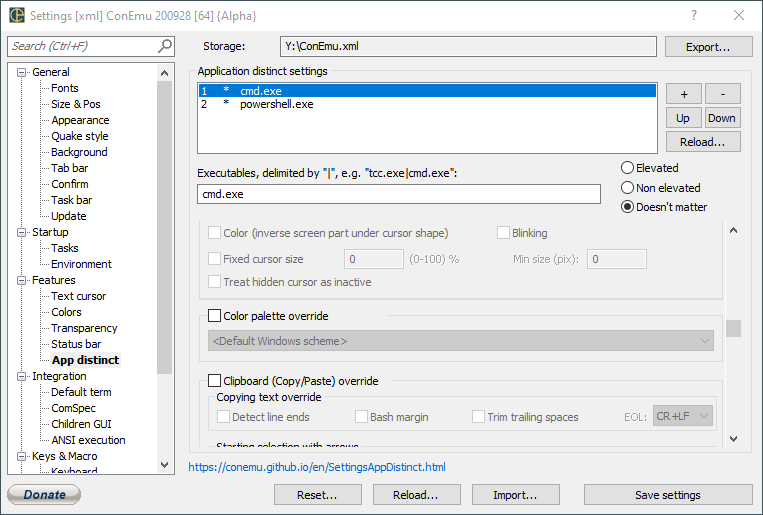 Settings [xml] ConEmu 200928 [64] {Alpha}
Search (Ctrl+F)
Storage:
Y:\ConEmu.xml
Export...
General
Fonts
Size & Pos
Appearance
Quake style
Background
Tab bar
Confirm
Task bar
Update
Startup
Tasks
Environment
Features
Text cursor
Colors
Transparency
Status bar
App distinct
Integration
Default term
ComSpec
Children GUI
ANSI execution
Keys & Macro
Keyboard
Application distinct settings
1 * cmd.exe
2 * powershell.exe
+ -
Up Down
Reload...
Executables, delimited by "|", e.g. "tcc.exe|cmd.exe":
cmd.exe
Elevated
Non elevated
Doesn't matter
Color (inverse screen part under cursor shape)
Blinking
Fixed cursor size
0
(0-100) %
Min size (pix):
0
Treat hidden cursor as inactive
Color palette override
<Default Windows scheme>
Clipboard (Copy/Paste) override
Copying text override
Detect line ends
Bash margin
Trim trailing spaces
EOL:
CR+LF
Starting selection with arrows
https://conemu.github.io/en/SettingsAppDistinct.html
Donate
Reset...
Reload...
Import...
Save settings